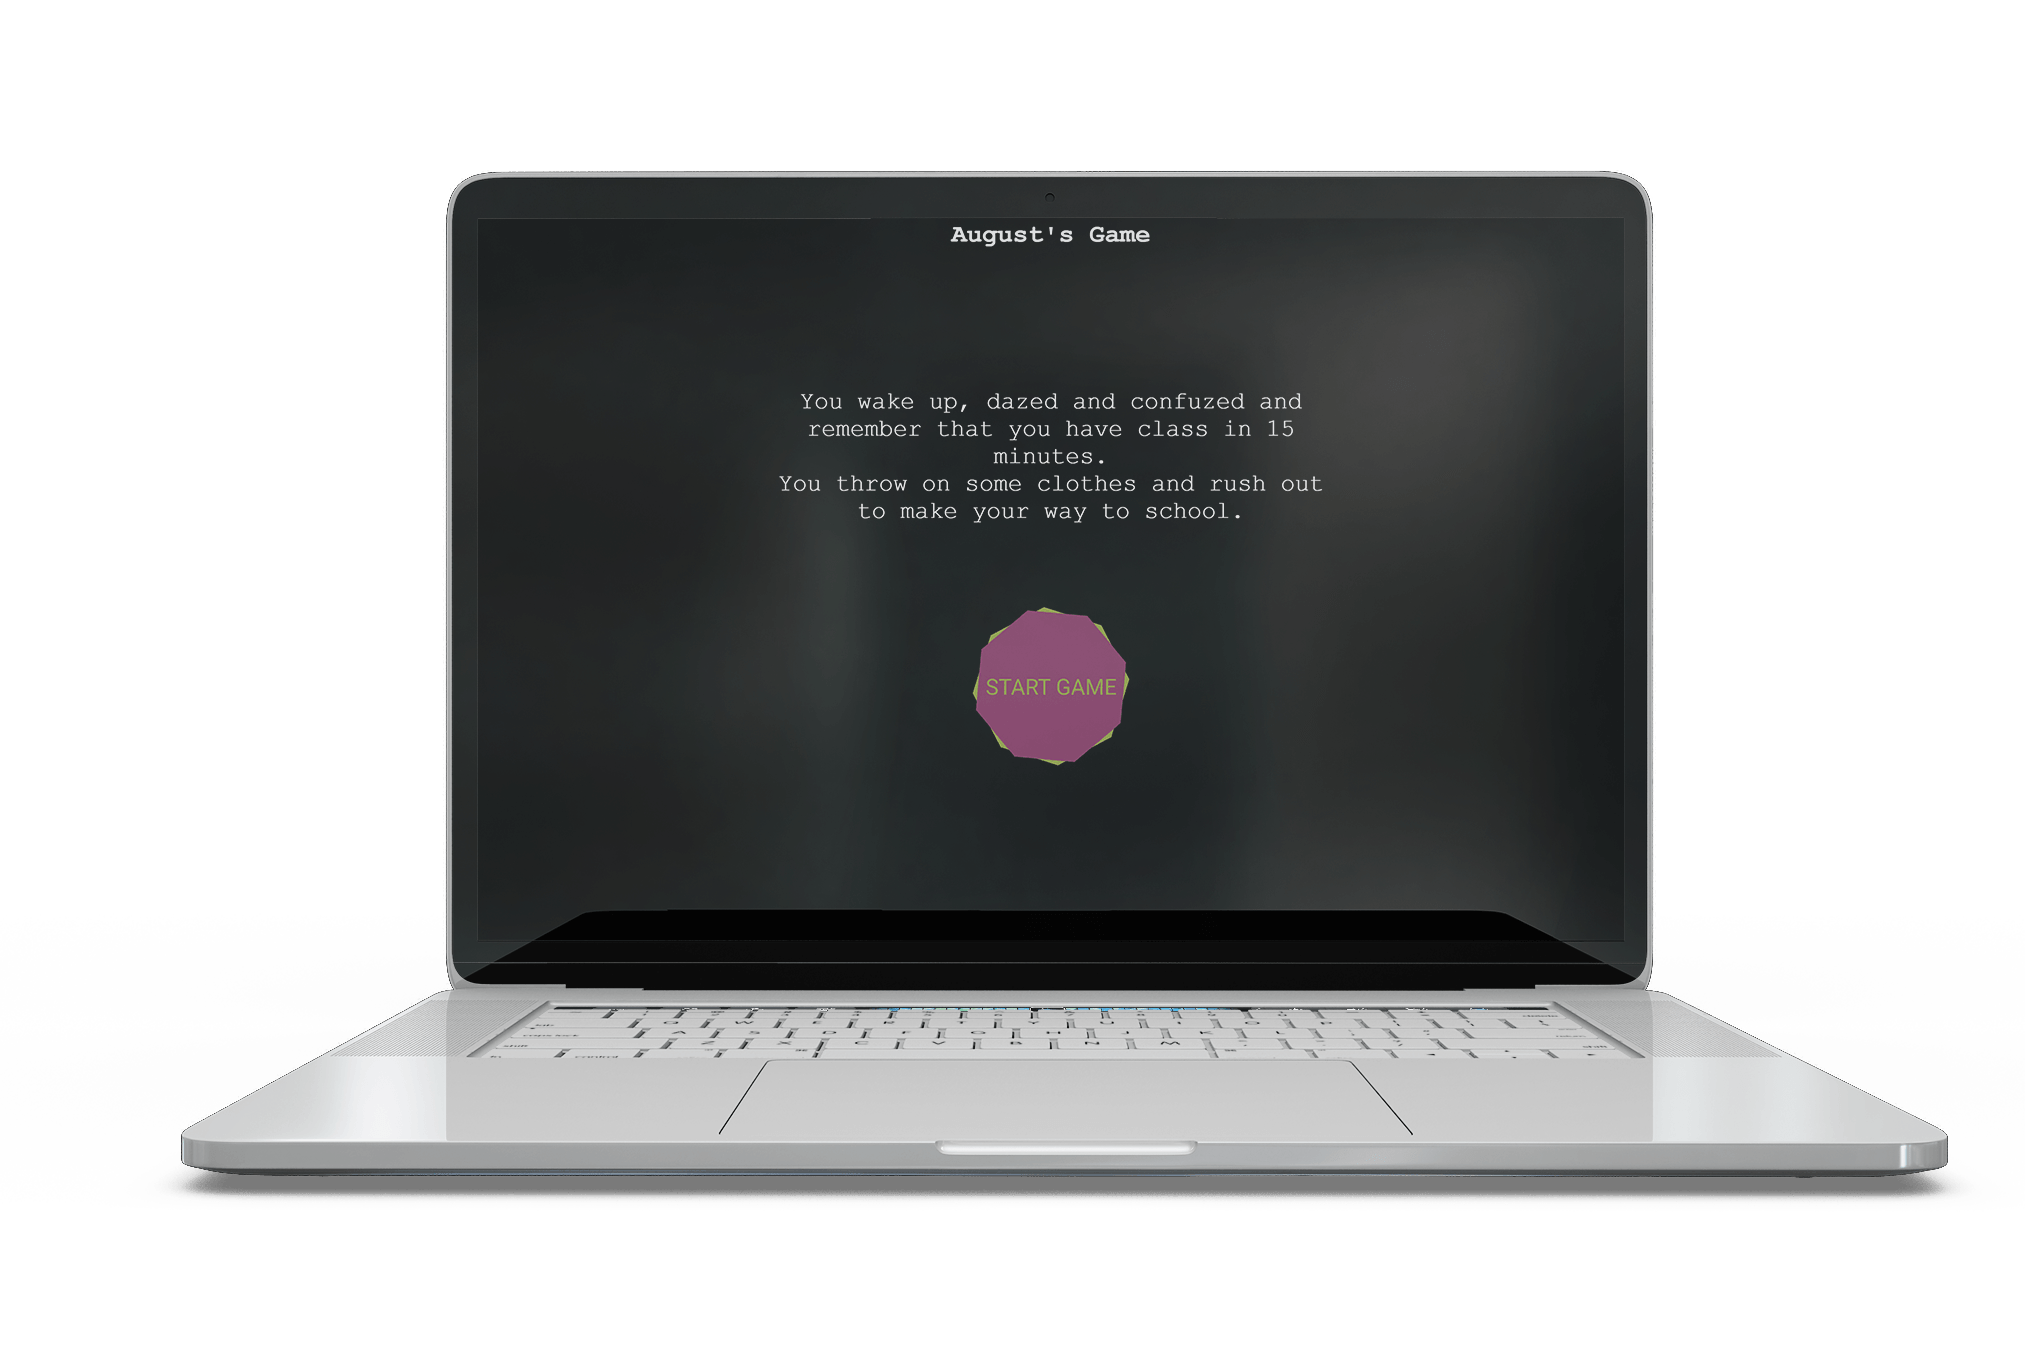 August's Game
You wake up, dazed and confuzed and
remember that you have class in 15
minutes.
You throw on some clothes and rush out
to make your way to school.
START GAME